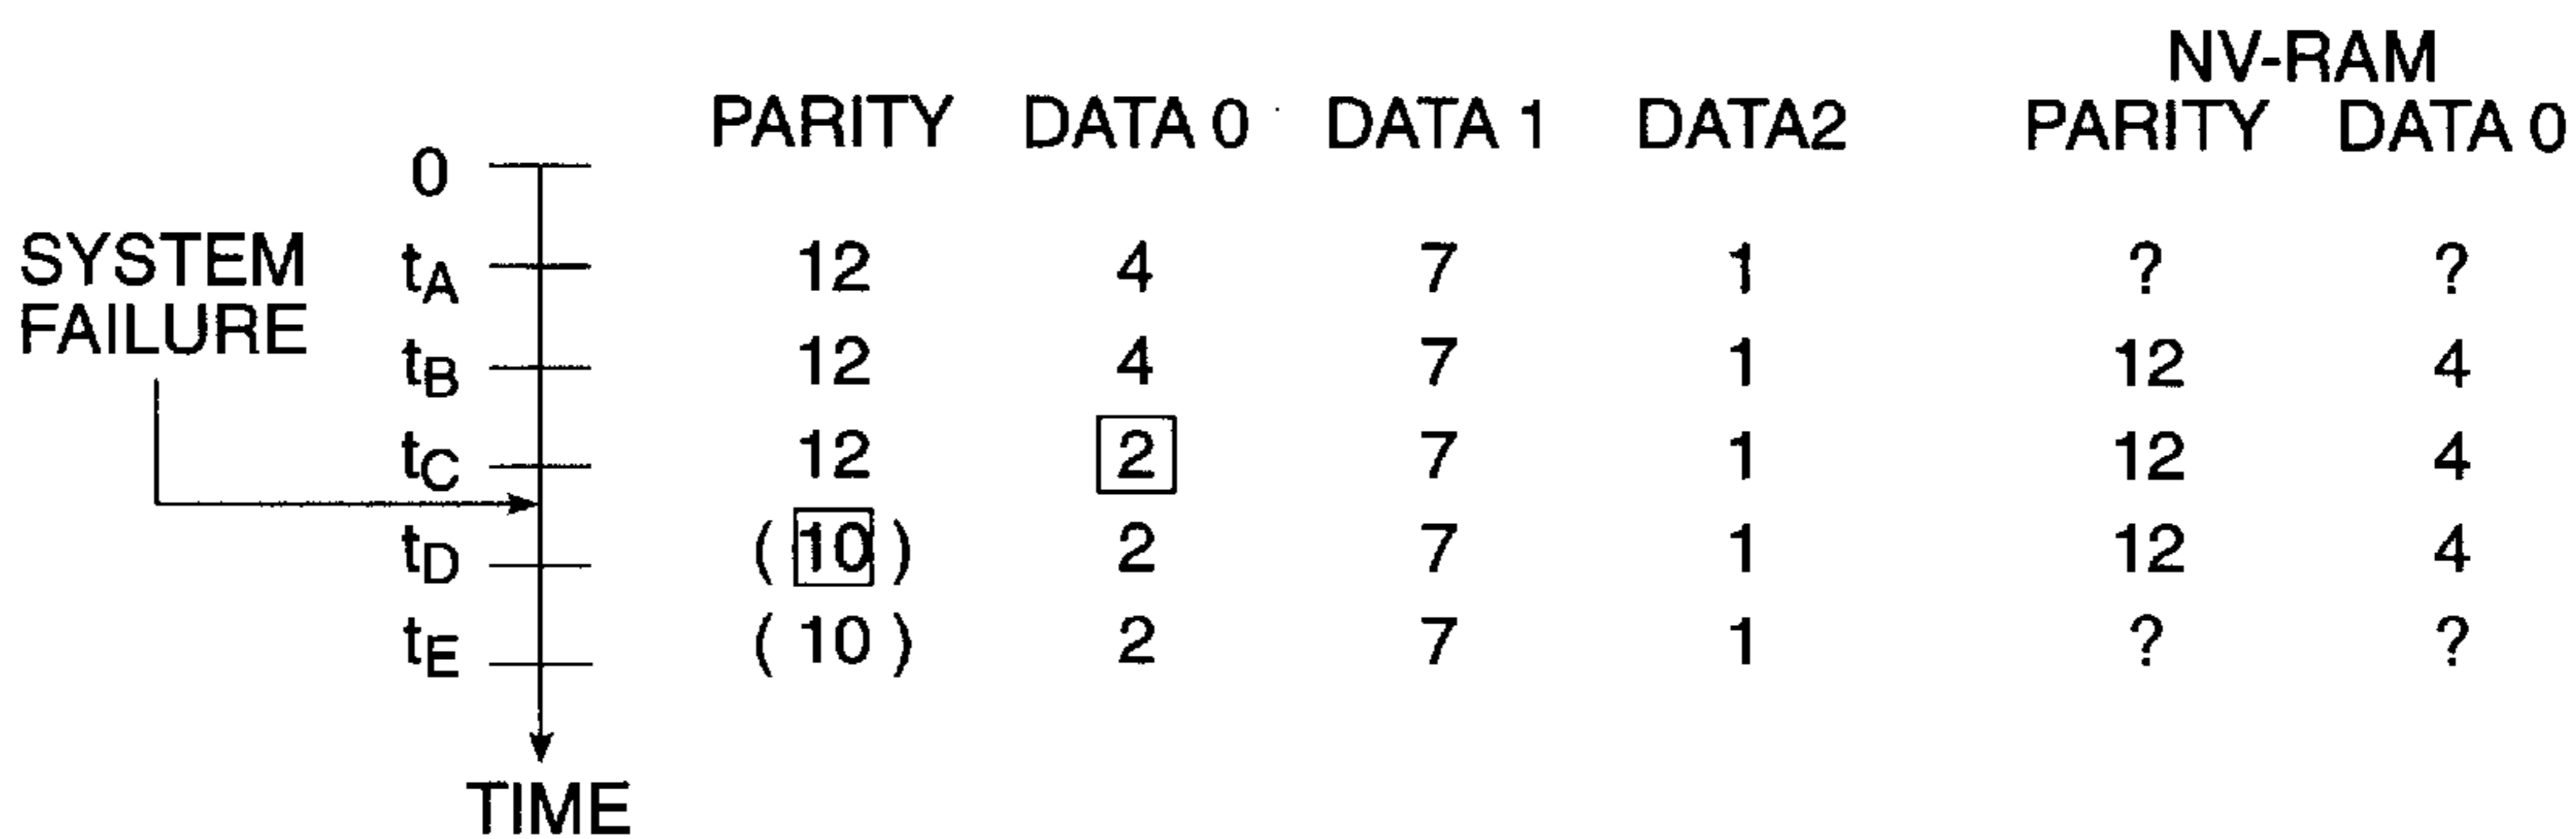 NV-RAM
PARITY DATA 0 DATA 1 DATA2 PARITY DATA 0
0
SYSTEM FAILURE
tA 12 4 7 1 ? ?
tB 12 4 7 1 12 4
tC 12 2 7 1 12 4
tD (10) 2 7 1 12 4
tE (10) 2 7 1 ? ?
TIME